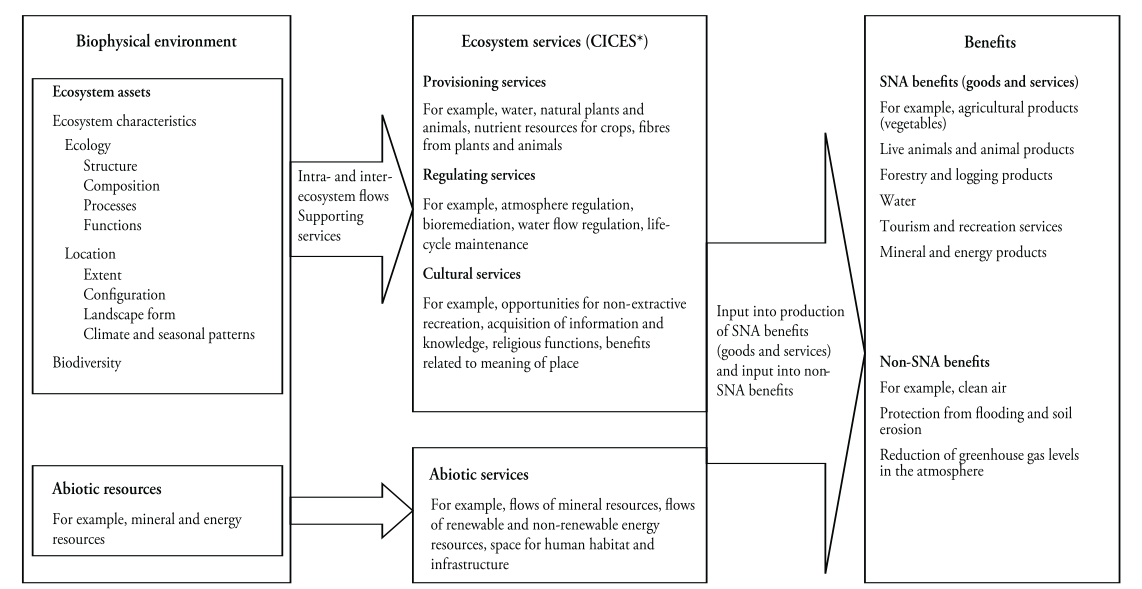 Biophysical environment
Ecosystem assets
Ecosystem characteristics
Ecology
Structure
Composition
Processes
Functions
Location
Extent
Configuration
Landscape form
Climate and seasonal patterns
Biodiversity
Abiotic resources
For example, mineral and energy
resources
Intra- and inter-
ecosystem flows
Supporting
services
Ecosystem services (CICES*)
Provisioning services
For example, water, natural plants and
animals, nutrient resources for crops, fibres
from plants and animals
Regulating services
For example, atmosphere regulation,
bioremediation, water flow regulation, life-
cycle maintenance
Cultural services
For example, opportunities for non-extractive
recreation, acquisition of information and
knowledge, religious functions, benefits
related to meaning of place
Abiotic services
For example, flows of mineral resources, flows
of renewable and non-renewable energy
resources, space for human habitat and
infrastructure
Input into production
of SNA benefits
(goods and services)
and input into non-
SNA benefits
Benefits
SNA benefits (goods and services)
For example, agricultural products
(vegetables)
Live animals and animal products
Forestry and logging products
Water
Tourism and recreation services
Mineral and energy products
Non-SNA benefits
For example, clean air
Protection from flooding and soil
erosion
Reduction of greenhouse gas levels
in the atmosphere